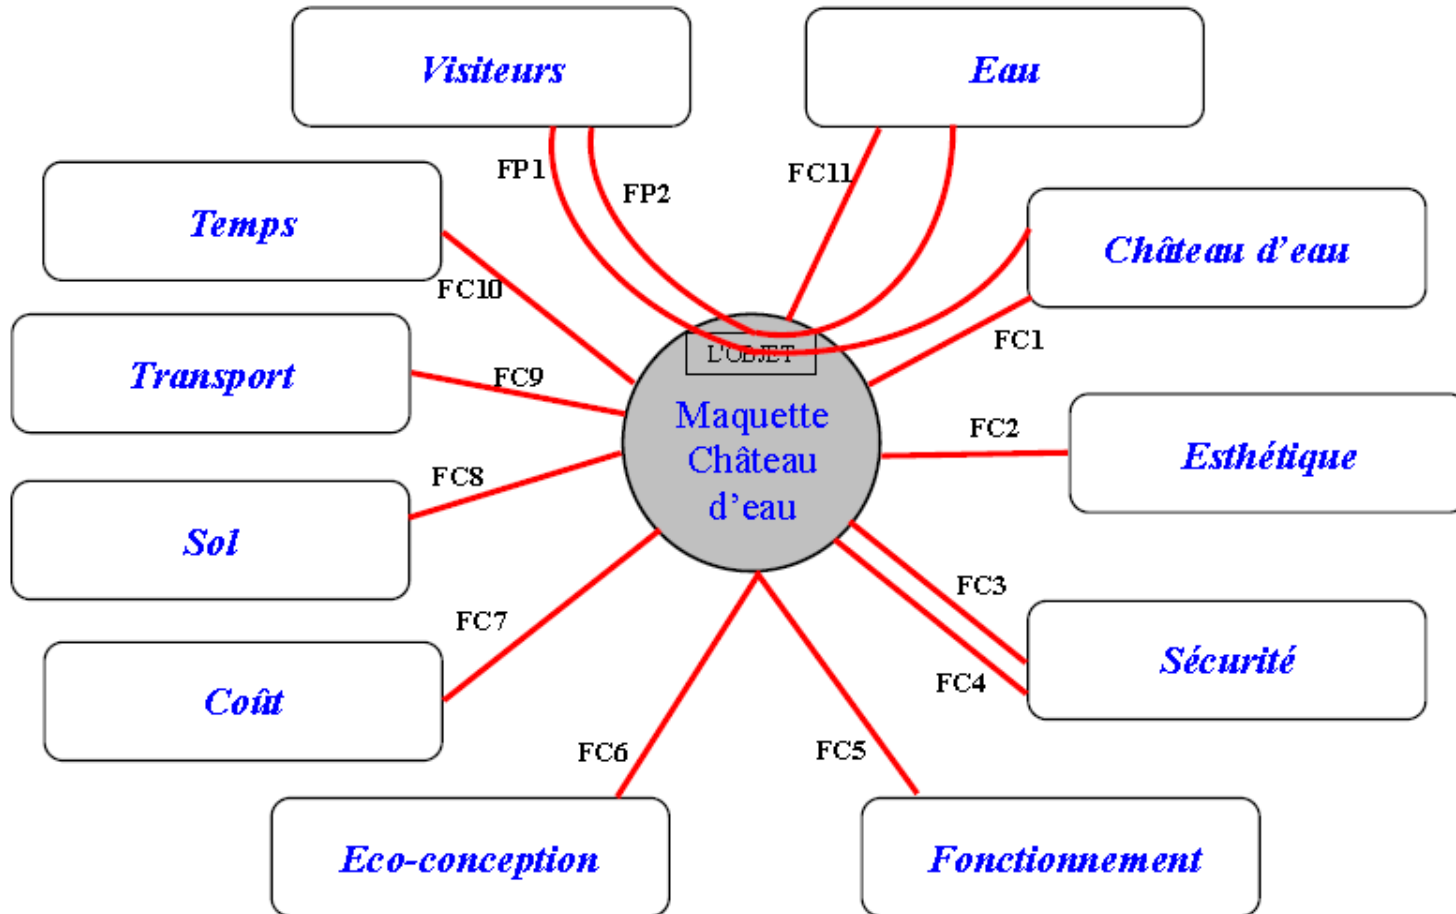 Visiteurs
Eau
FP1
FP2
FC11
Temps
Château d'eau
FC10
FC1
Transport
FC9
L'OBJET
Maquette
Château
d'eau
FC2
Esthétique
FC8
Sol
FC3
FC7
FC4
Sécurité
Coût
FC6
FC5
Eco-conception
Fonctionnement